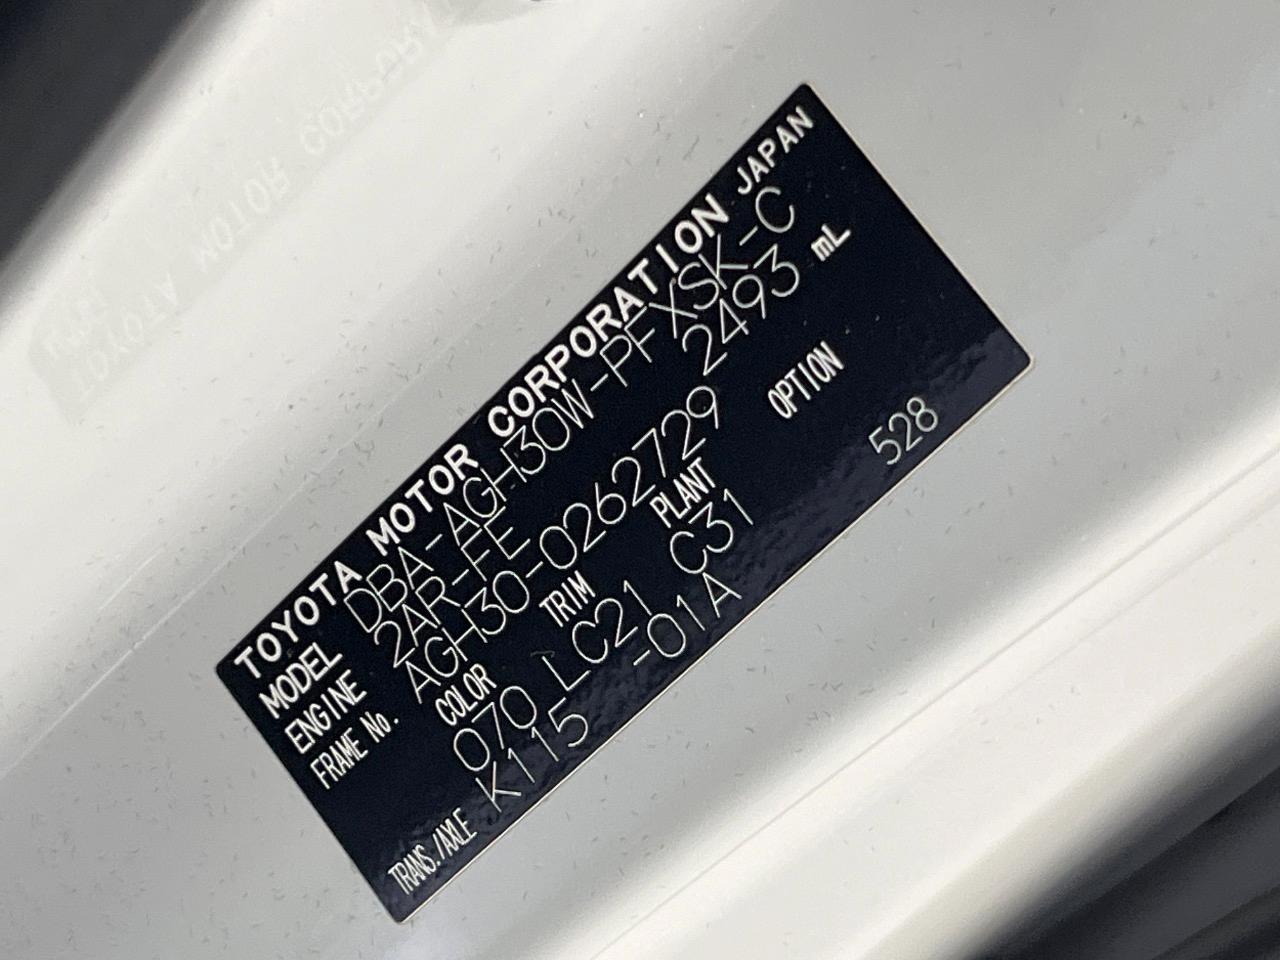 TOYOTA MOTOR CORPORATION JAPAN
MODEL DBA-AGH30W-PFXSK-C
ENGINE 2AR-FE 2493 mL
FRAME No. AGH30-0262729
COLOR TRIM PLANT OPTION
070 LC21 C31 528
TRANS./AXLE K115 -01A
TOYOTA MOTOR CORPORATION